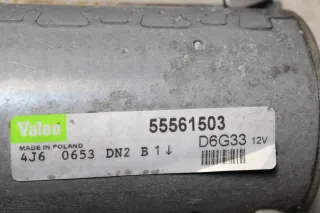 Valeo
55561503
MADE IN POLAND
D6G33 12V
4J6 0653 DN2 B 1↓